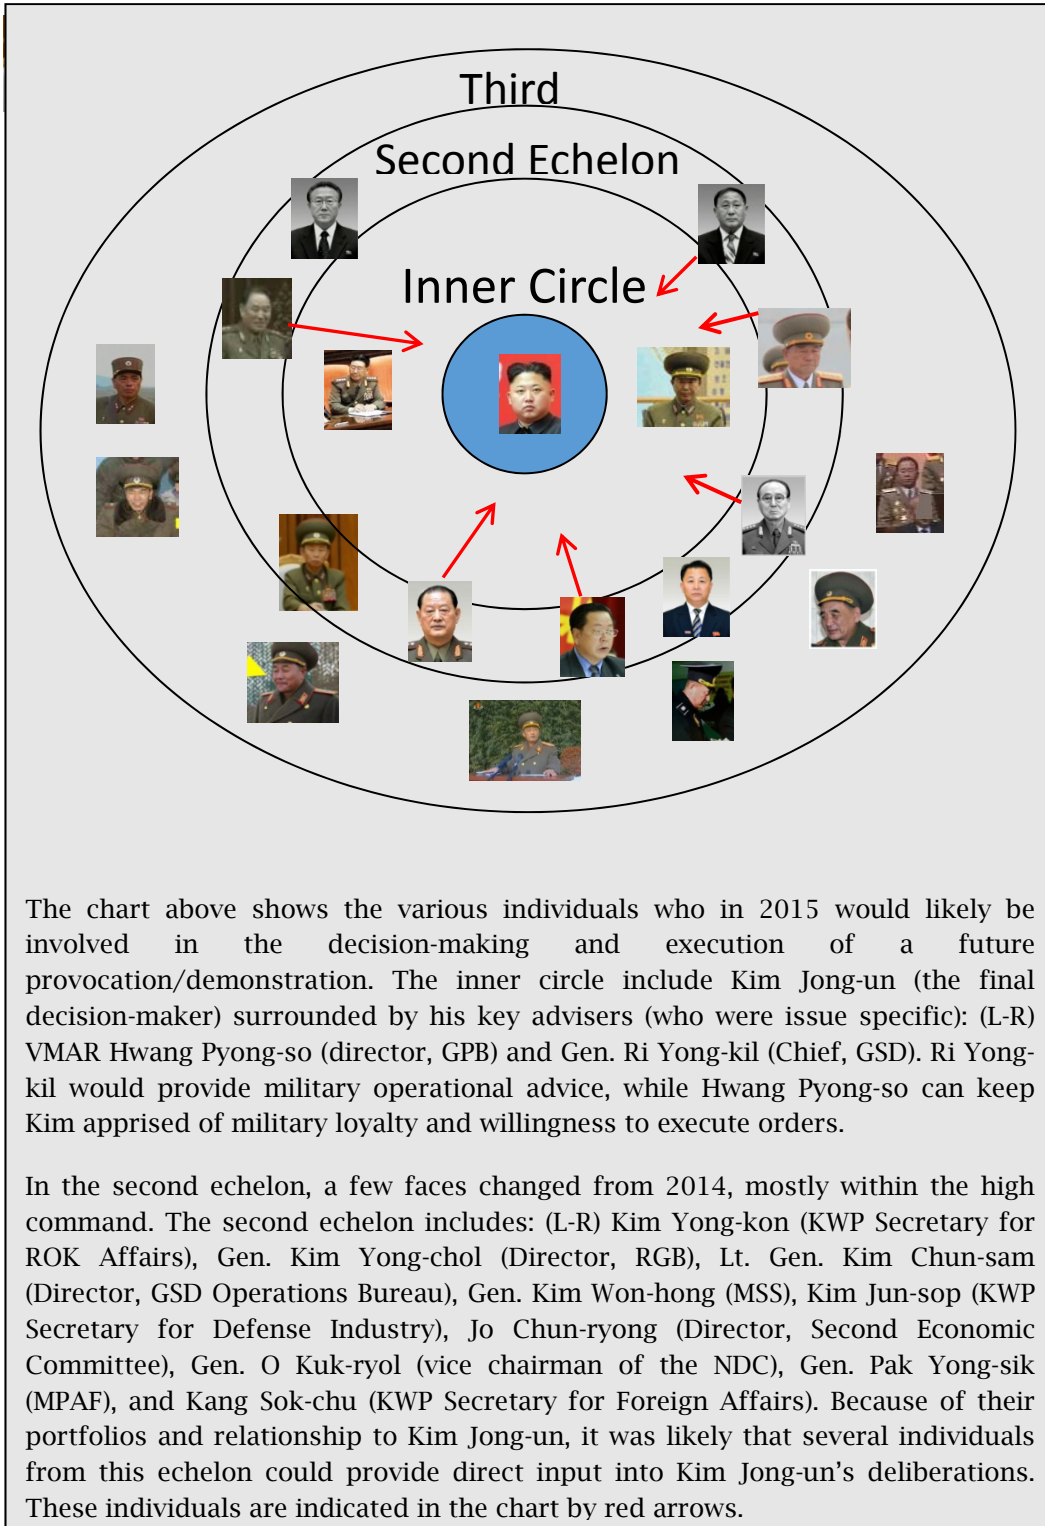 Third
Second Echelon
Inner Circle
The chart above shows the various individuals who in 2015 would likely be
involved in the decision-making and execution of a future
provocation/demonstration. The inner circle include Kim Jong-un (the final
decision-maker) surrounded by his key advisers (who were issue specific): (L-R)
VMAR Hwang Pyong-so (director, GPB) and Gen. Ri Yong-kil (Chief, GSD). Ri Yong-
kil would provide military operational advice, while Hwang Pyong-so can keep
Kim apprised of military loyalty and willingness to execute orders.
In the second echelon, a few faces changed from 2014, mostly within the high
command. The second echelon includes: (L-R) Kim Yong-kon (KWP Secretary for
ROK Affairs), Gen. Kim Yong-chol (Director, RGB), Lt. Gen. Kim Chun-sam
(Director, GSD Operations Bureau), Gen. Kim Won-hong (MSS), Kim Jun-sop (KWP
Secretary for Defense Industry), Jo Chun-ryong (Director, Second Economic
Committee), Gen. O Kuk-ryol (vice chairman of the NDC), Gen. Pak Yong-sik
(MPAF), and Kang Sok-chu (KWP Secretary for Foreign Affairs). Because of their
portfolios and relationship to Kim Jong-un, it was likely that several individuals
from this echelon could provide direct input into Kim Jong-un's deliberations.
These individuals are indicated in the chart by red arrows.